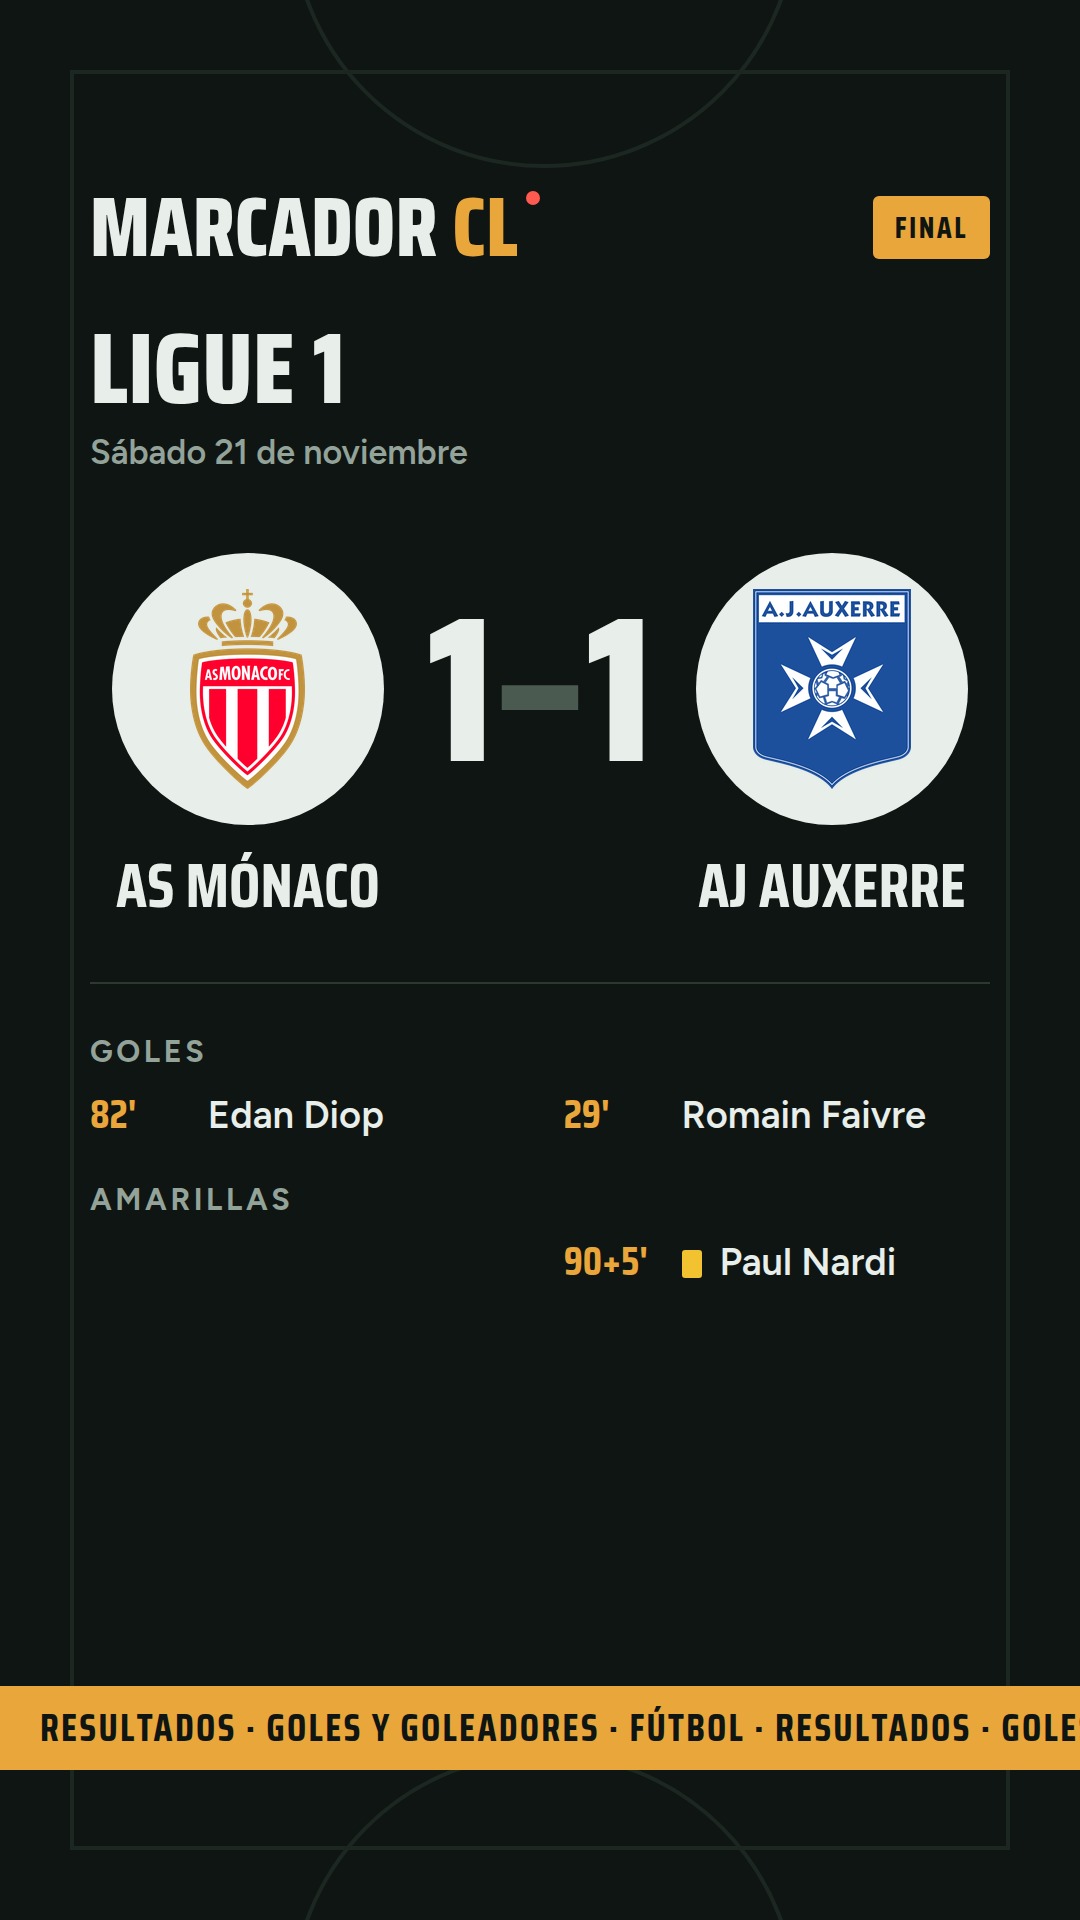 MARCADOR CL
FINAL
LIGUE 1
Sábado 21 de noviembre
ASMONACOFC
A.J.AUXERRE
1–1
AS MÓNACO
AJ AUXERRE
GOLES
82' Edan Diop
29' Romain Faivre
AMARILLAS
90+5' Paul Nardi
RESULTADOS · GOLES Y GOLEADORES · FÚTBOL · RESULTADOS · GOLES